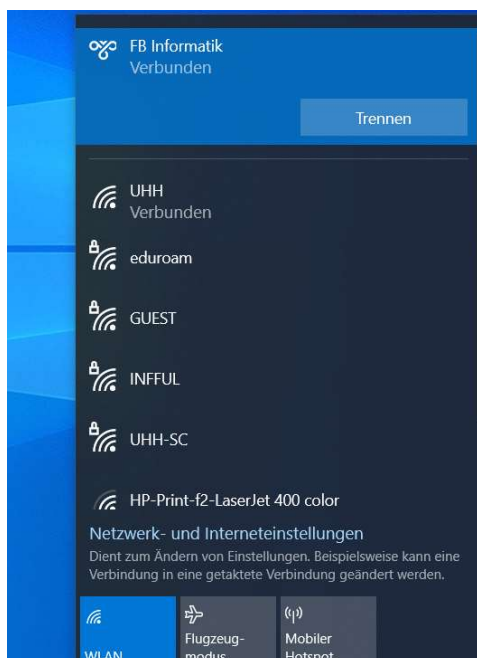 FB Informatik
Verbunden
Trennen
UHH
Verbunden
eduroam
GUEST
INFFUL
UHH-SC
HP-Print-f2-LaserJet 400 color
Netzwerk- und Interneteinstellungen
Dient zum Ändern von Einstellungen. Beispielsweise kann eine
Verbindung in eine getaktete Verbindung geändert werden.
WLAN
Flugzeug-
modus
Mobiler
Hotspot